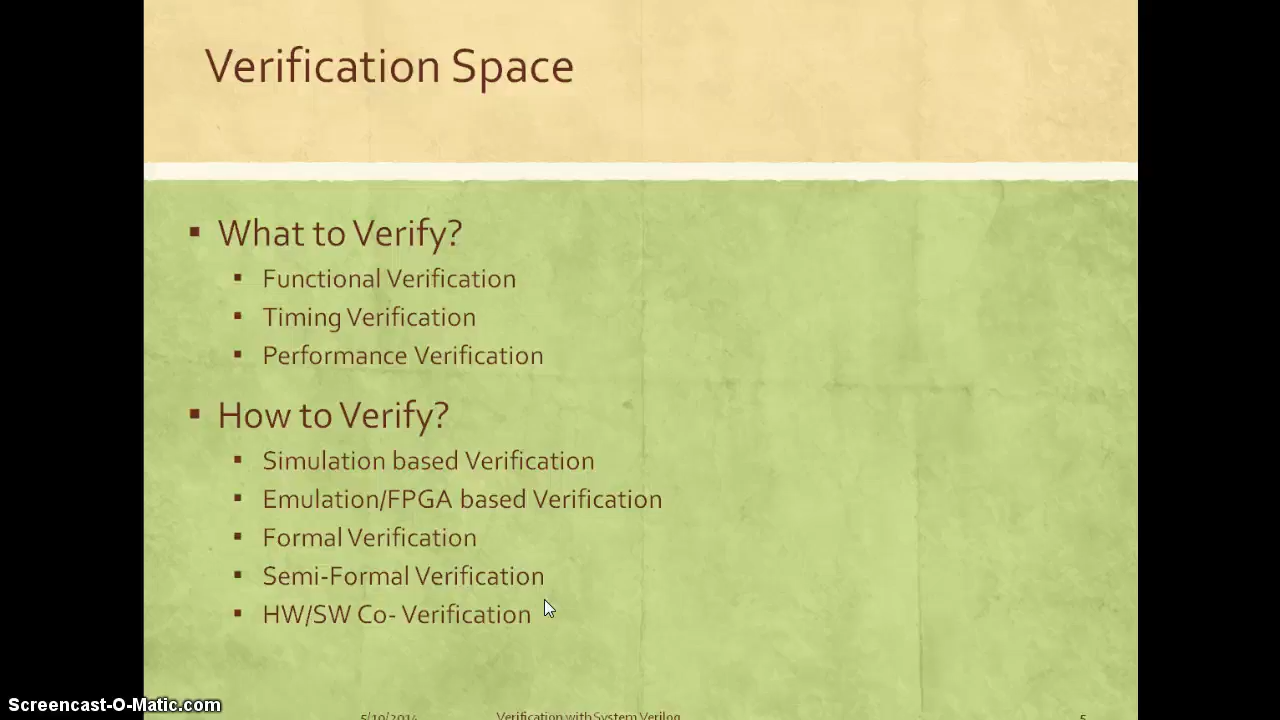 Verification Space
▪ What to Verify?
▪ Functional Verification
▪ Timing Verification
▪ Performance Verification
▪ How to Verify?
▪ Simulation based Verification
▪ Emulation/FPGA based Verification
▪ Formal Verification
▪ Semi-Formal Verification
▪ HW/SW Co- Verification
Screencast-O-Matic.com
5/10/2014 Verification with System Verilog 5